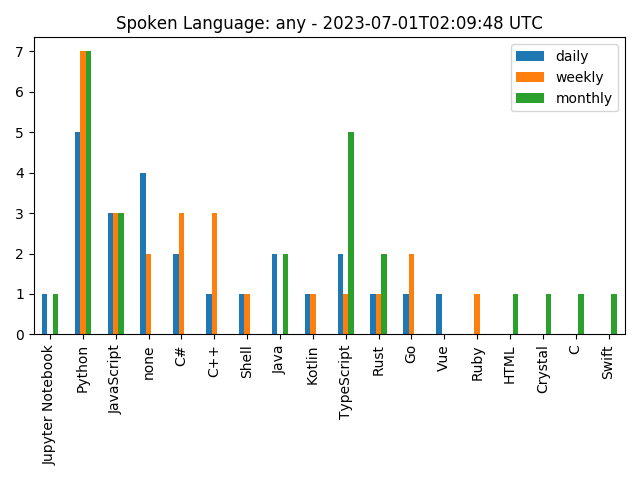 Spoken Language: any - 2023-07-01T02:09:48 UTC
daily
weekly
monthly
7
6
5
4
3
2
1
0
Jupyter Notebook
Python
JavaScript
none
C#
C++
Shell
Java
Kotlin
TypeScript
Rust
Go
Vue
Ruby
HTML
Crystal
C
Swift